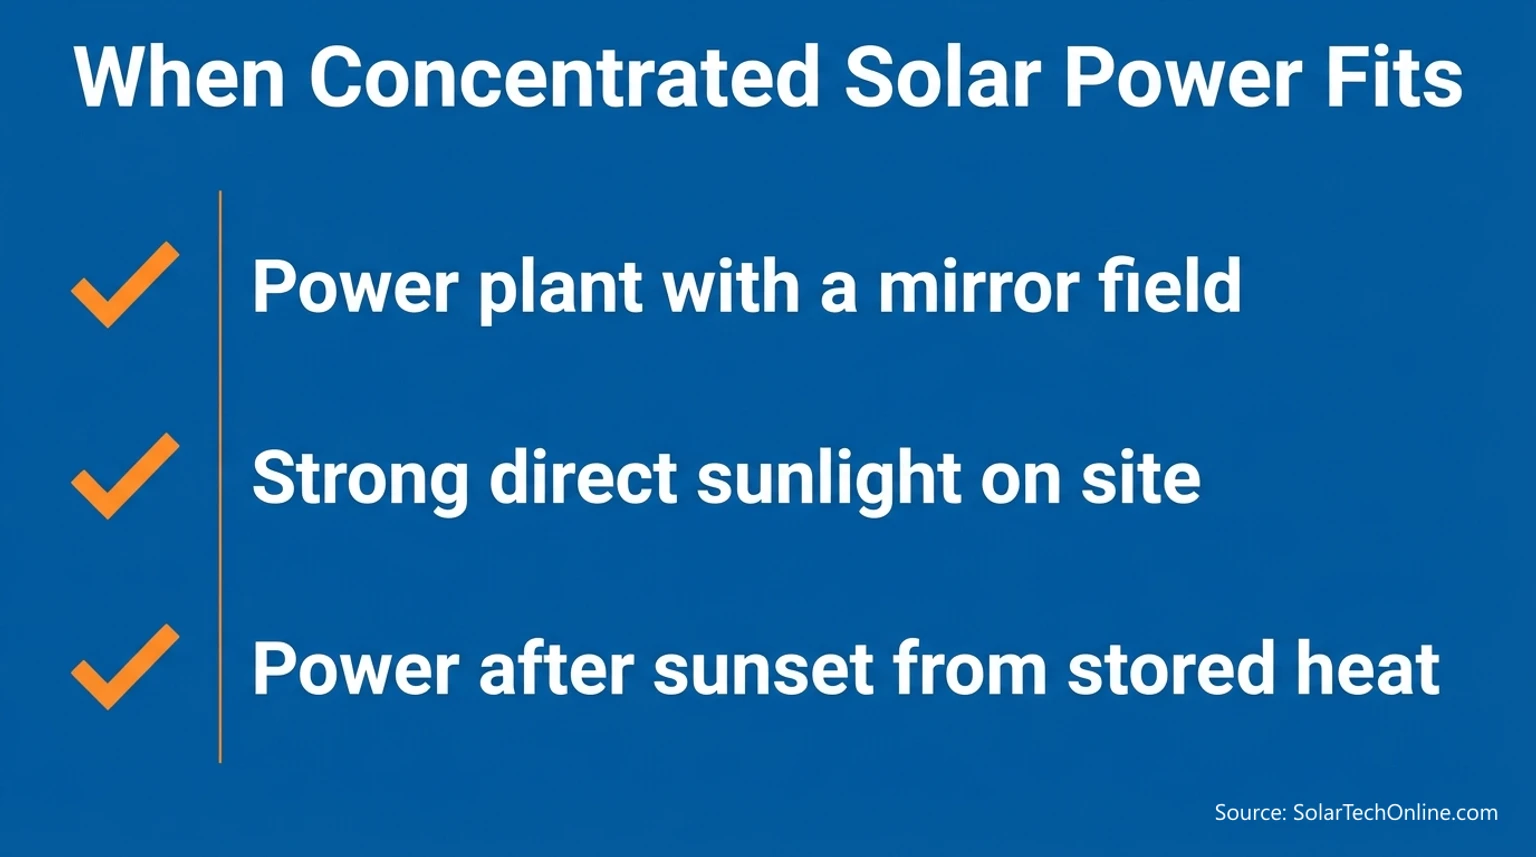 When Concentrated Solar Power Fits
Power plant with a mirror field
Strong direct sunlight on site
Power after sunset from stored heat
Source: SolarTechOnline.com